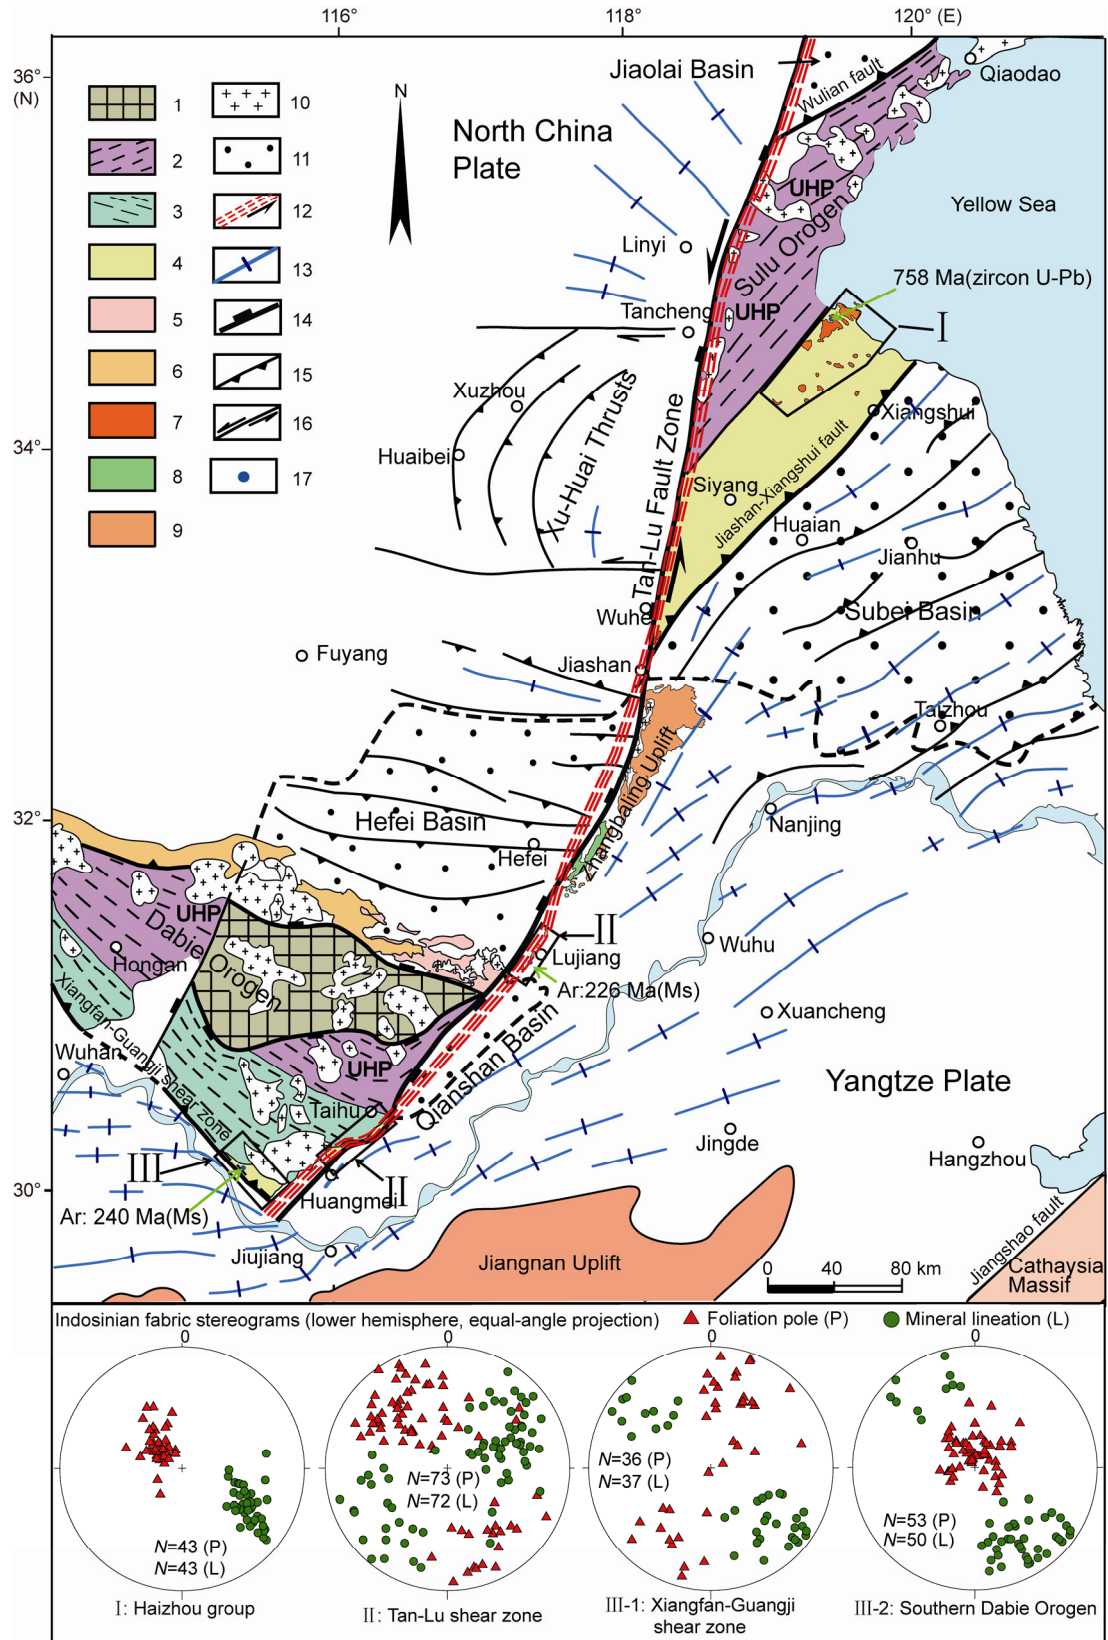 116°
118°
120° (E)
36°
(N)
34°
32°
30°
1
2
3
4
5
6
7
8
9
10
11
12
13
14
15
16
17
N
North China
Plate
Jiaolai Basin
Wulian fault
Qiaodao
UHP
Sulu Orogen
UHP
Yellow Sea
758 Ma(zircon U-Pb)
I
Linyi
Tancheng
Xuzhou
Huaibei
Xu-Huai Thrusts
Tan-Lu Fault Zone
Xiangshui
Siyang
Jiashan-Xiangshui fault
Huaian
Jianhu
Subei Basin
Wuhe
Fuyang
Jiashan
Taizhou
Zhangbaling Uplift
Nanjing
Hefei Basin
Hefei
UHP
Dabie Orogen
Hongan
II
Lujiang
Wuhu
Ar:226 Ma(Ms)
Xuancheng
Xiangfan-Guangji shear zone
Wuhan
UHP
Qianshan Basin
Taihu
Yangtze Plate
Jingde
Hangzhou
III
Huangmei
II
Ar: 240 Ma(Ms)
Jiujiang
Jiangnan Uplift
0 40 80 km
Jiangshao fault
Cathaysia
Massif
Indosinian fabric stereograms (lower hemisphere, equal-angle projection) Foliation pole (P) Mineral lineation (L)
0 0 0 0
N=43 (P)
N=43 (L)
N=73 (P)
N=72 (L)
N=36 (P)
N=37 (L)
N=53 (P)
N=50 (L)
I: Haizhou group
II: Tan-Lu shear zone
III-1: Xiangfan-Guangji
shear zone
III-2: Southern Dabie Orogen